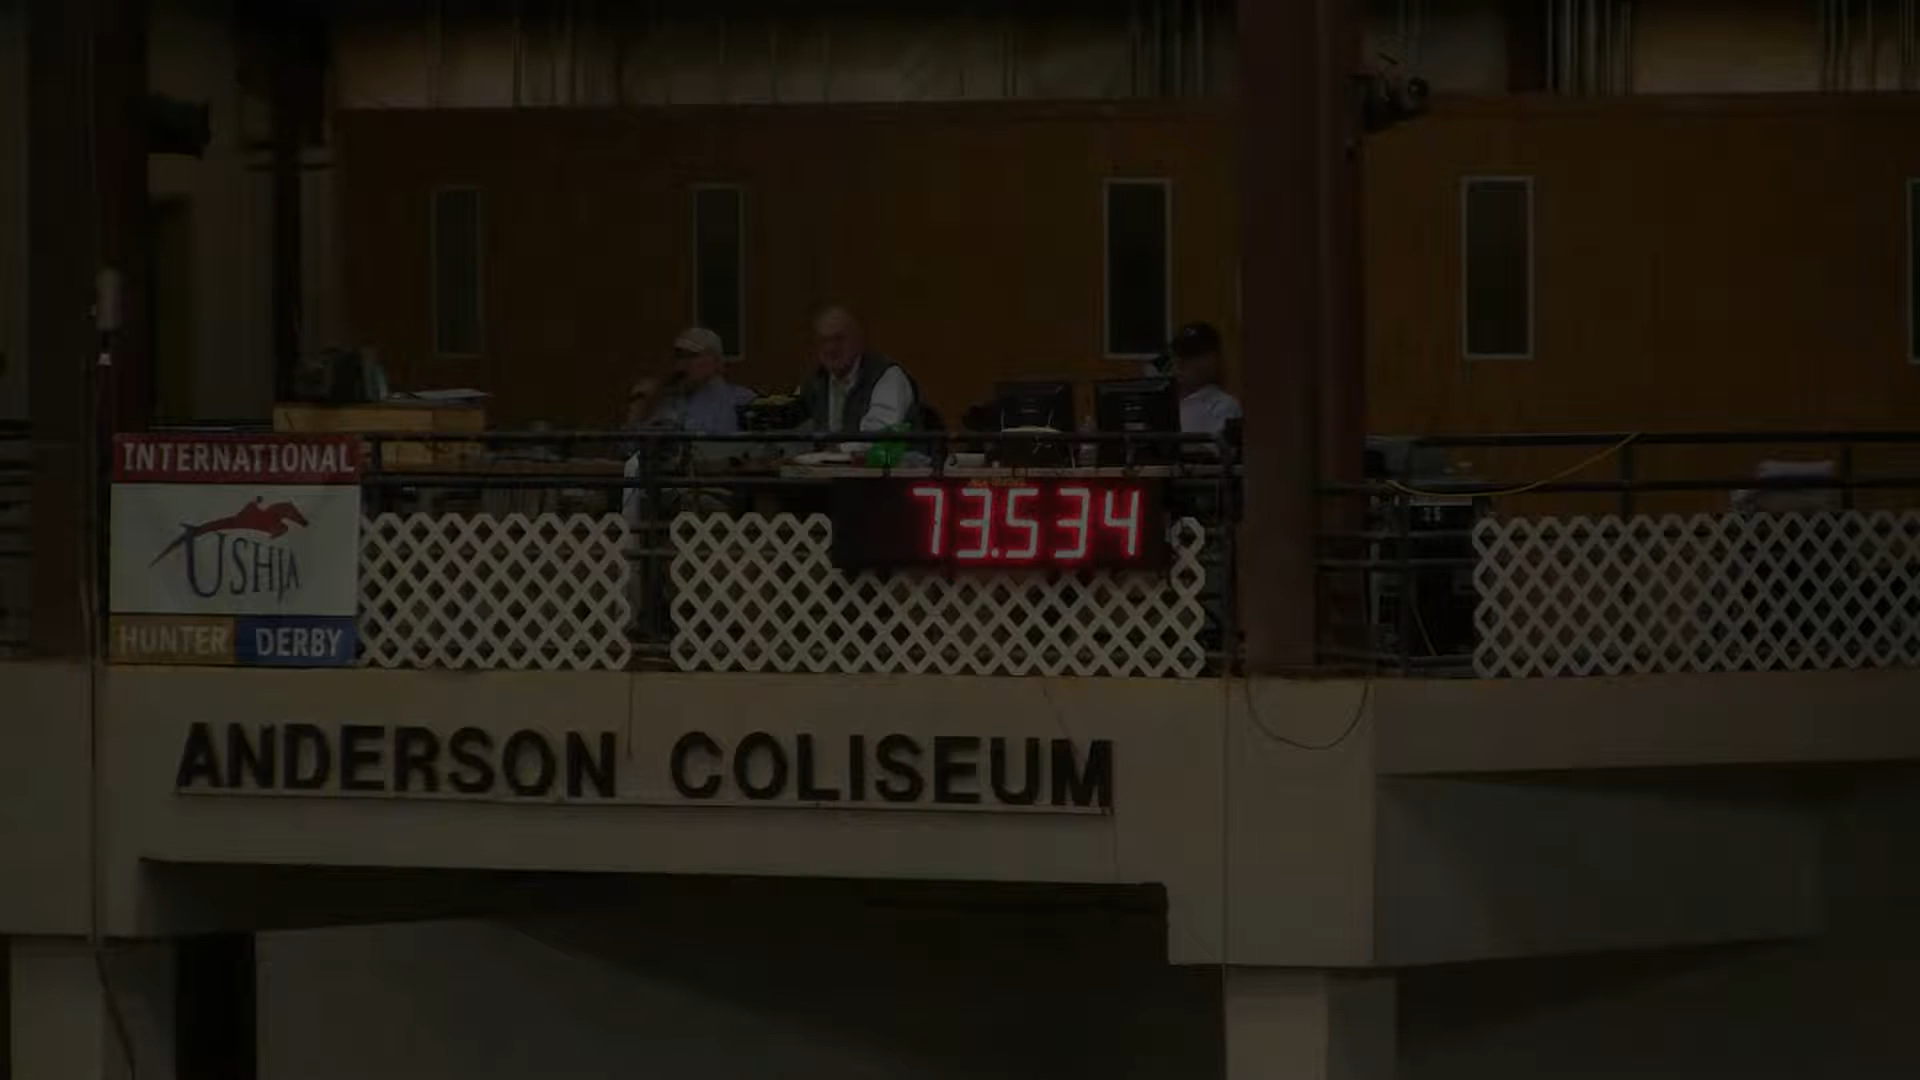 INTERNATIONAL
USHJA
HUNTER DERBY
73.534
ANDERSON COLISEUM